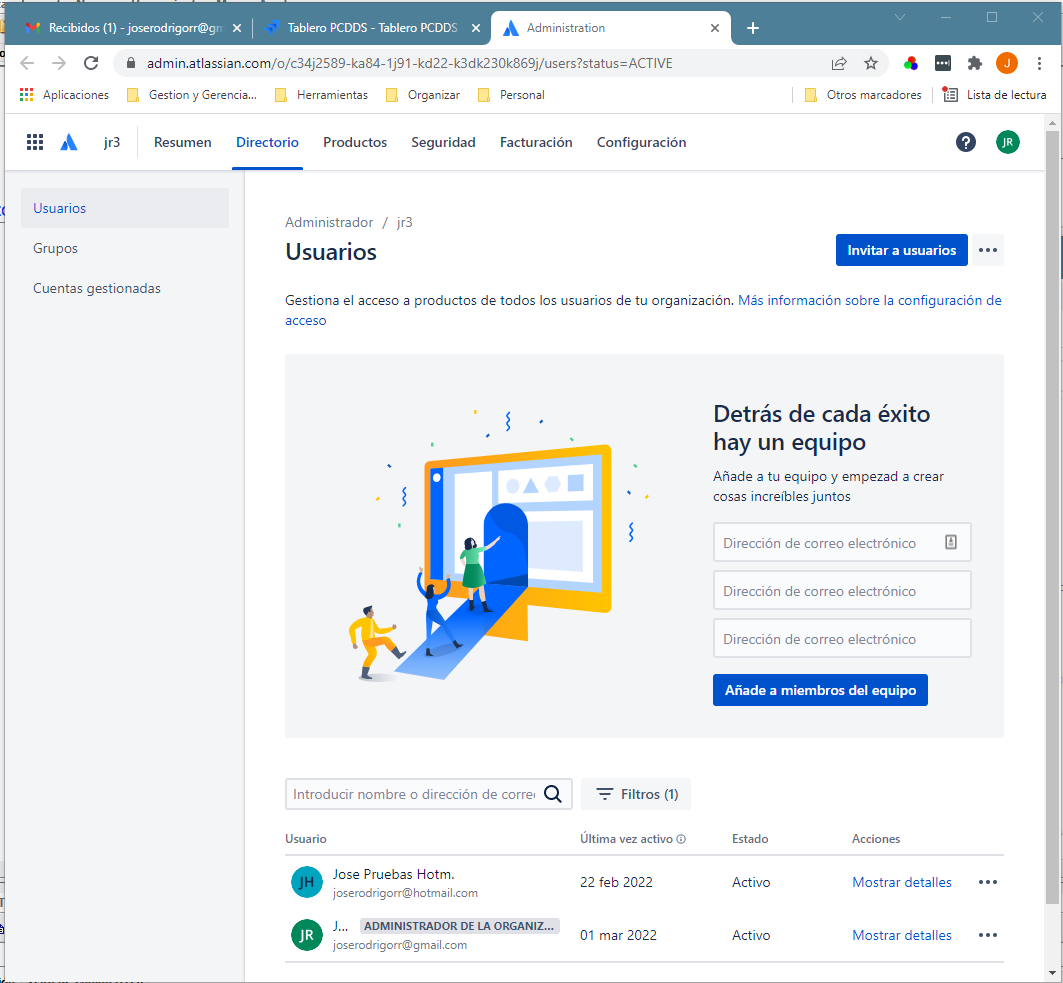 Recibidos (1) - joserodrigorr@gm
Tablero PCDDS - Tablero PCDDS
Administration
admin.atlassian.com/o/c34j2589-ka84-1j91-kd22-k3dk230k869j/users?status=ACTIVE
J
Aplicaciones
Gestion y Gerencia...
Herramientas
Organizar
Personal
Otros marcadores
Lista de lectura
jr3
Resumen
Directorio
Productos
Seguridad
Facturación
Configuración
JR
Usuarios
Grupos
Cuentas gestionadas
Administrador / jr3
Usuarios
Invitar a usuarios
Gestiona el acceso a productos de todos los usuarios de tu organización. Más información sobre la configuración de
acceso
Detrás de cada éxito
hay un equipo
Añade a tu equipo y empezad a crear
cosas increíbles juntos
Dirección de correo electrónico
Dirección de correo electrónico
Dirección de correo electrónico
Añade a miembros del equipo
Introducir nombre o dirección de corre
Filtros (1)
Usuario
Última vez activo
Estado
Acciones
JH
Jose Pruebas Hotm.
joserodrigorr@hotmail.com
22 feb 2022
Activo
Mostrar detalles
JR
J...
ADMINISTRADOR DE LA ORGANIZ...
joserodrigorr@gmail.com
01 mar 2022
Activo
Mostrar detalles